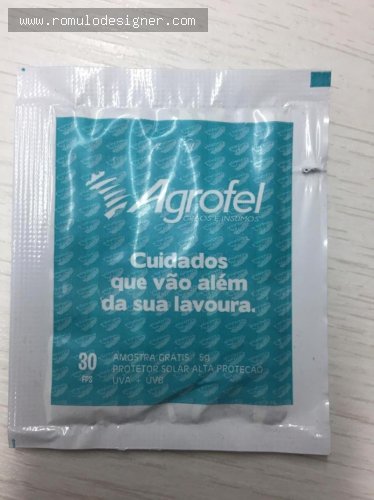 www.romulodesigner.com
Agrofel
GRÃOS E INSUMOS
Cuidados
que vão além
da sua lavoura.
30
FPS
AMOSTRA GRATIS / 5g
PROTETOR SOLAR ALTA PROTEÇÃO
UVA + UVB